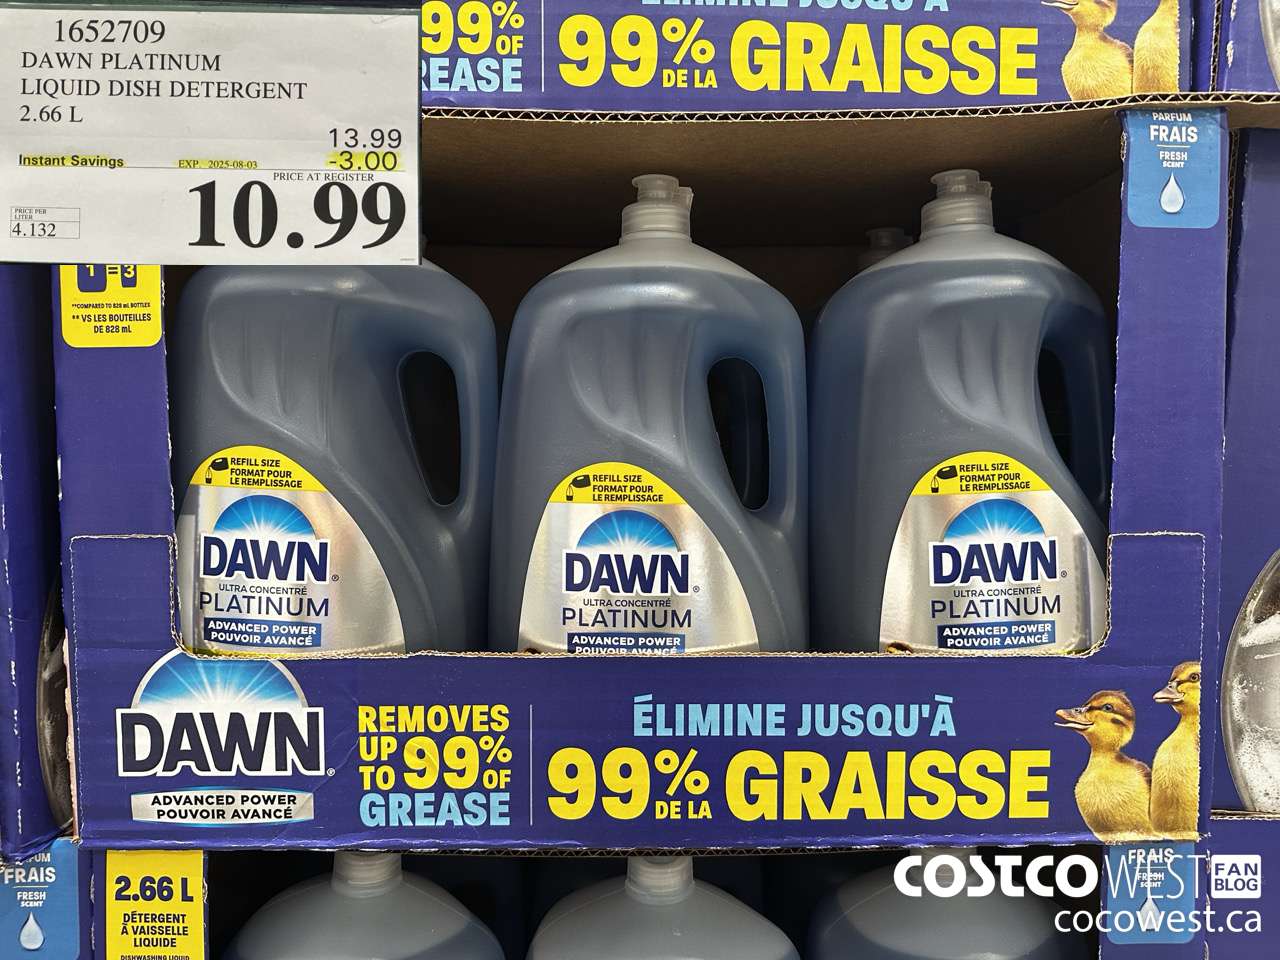 1652709
DAWN PLATINUM
LIQUID DISH DETERGENT
2.66 L
13.99
Instant Savings EXP. 2025-08-03 -3.00
PRICE AT REGISTER
10.99
PRICE PER
LITER
4.132
99%
OF
REASE
ÉLIMINE JUSQU'À
99%
DE LA
GRAISSE
PARFUM
FRAIS
FRESH
SCENT
1 = 3
**COMPARED TO 828 mL BOTTLES
** VS LES BOUTEILLES
DE 828 mL
REFILL SIZE
FORMAT POUR
LE REMPLISSAGE
DAWN®
ULTRA CONCENTRÉ
PLATINUM
ADVANCED POWER
POUVOIR AVANCÉ
REFILL SIZE
FORMAT POUR
LE REMPLISSAGE
DAWN®
ULTRA CONCENTRÉ
PLATINUM
ADVANCED POWER
POUVOIR AVANCÉ
REFILL SIZE
FORMAT POUR
LE REMPLISSAGE
DAWN®
ULTRA CONCENTRÉ
PLATINUM
ADVANCED POWER
POUVOIR AVANCÉ
DAWN®
ADVANCED POWER
POUVOIR AVANCÉ
REMOVES
UP
TO 99%
OF
GREASE
ÉLIMINE JUSQU'À
99%
DE LA
GRAISSE
FUM
FRAIS
FRESH
SCENT
2.66 L
DÉTERGENT
À VAISSELLE
LIQUIDE
DISHWASHING LIQUID
FRAIS
FRESH
SCENT
COSTCO WEST
FAN
BLOG
cocowest.ca